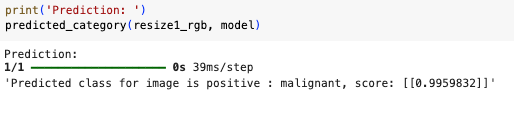 print('Prediction: ')
predicted_category(resize1_rgb, model)
Prediction:
1/1 ━━━━━━━━━━━━━━━━━━━━ 0s 39ms/step
'Predicted class for image is positive : malignant, score: [[0.9959832]]'